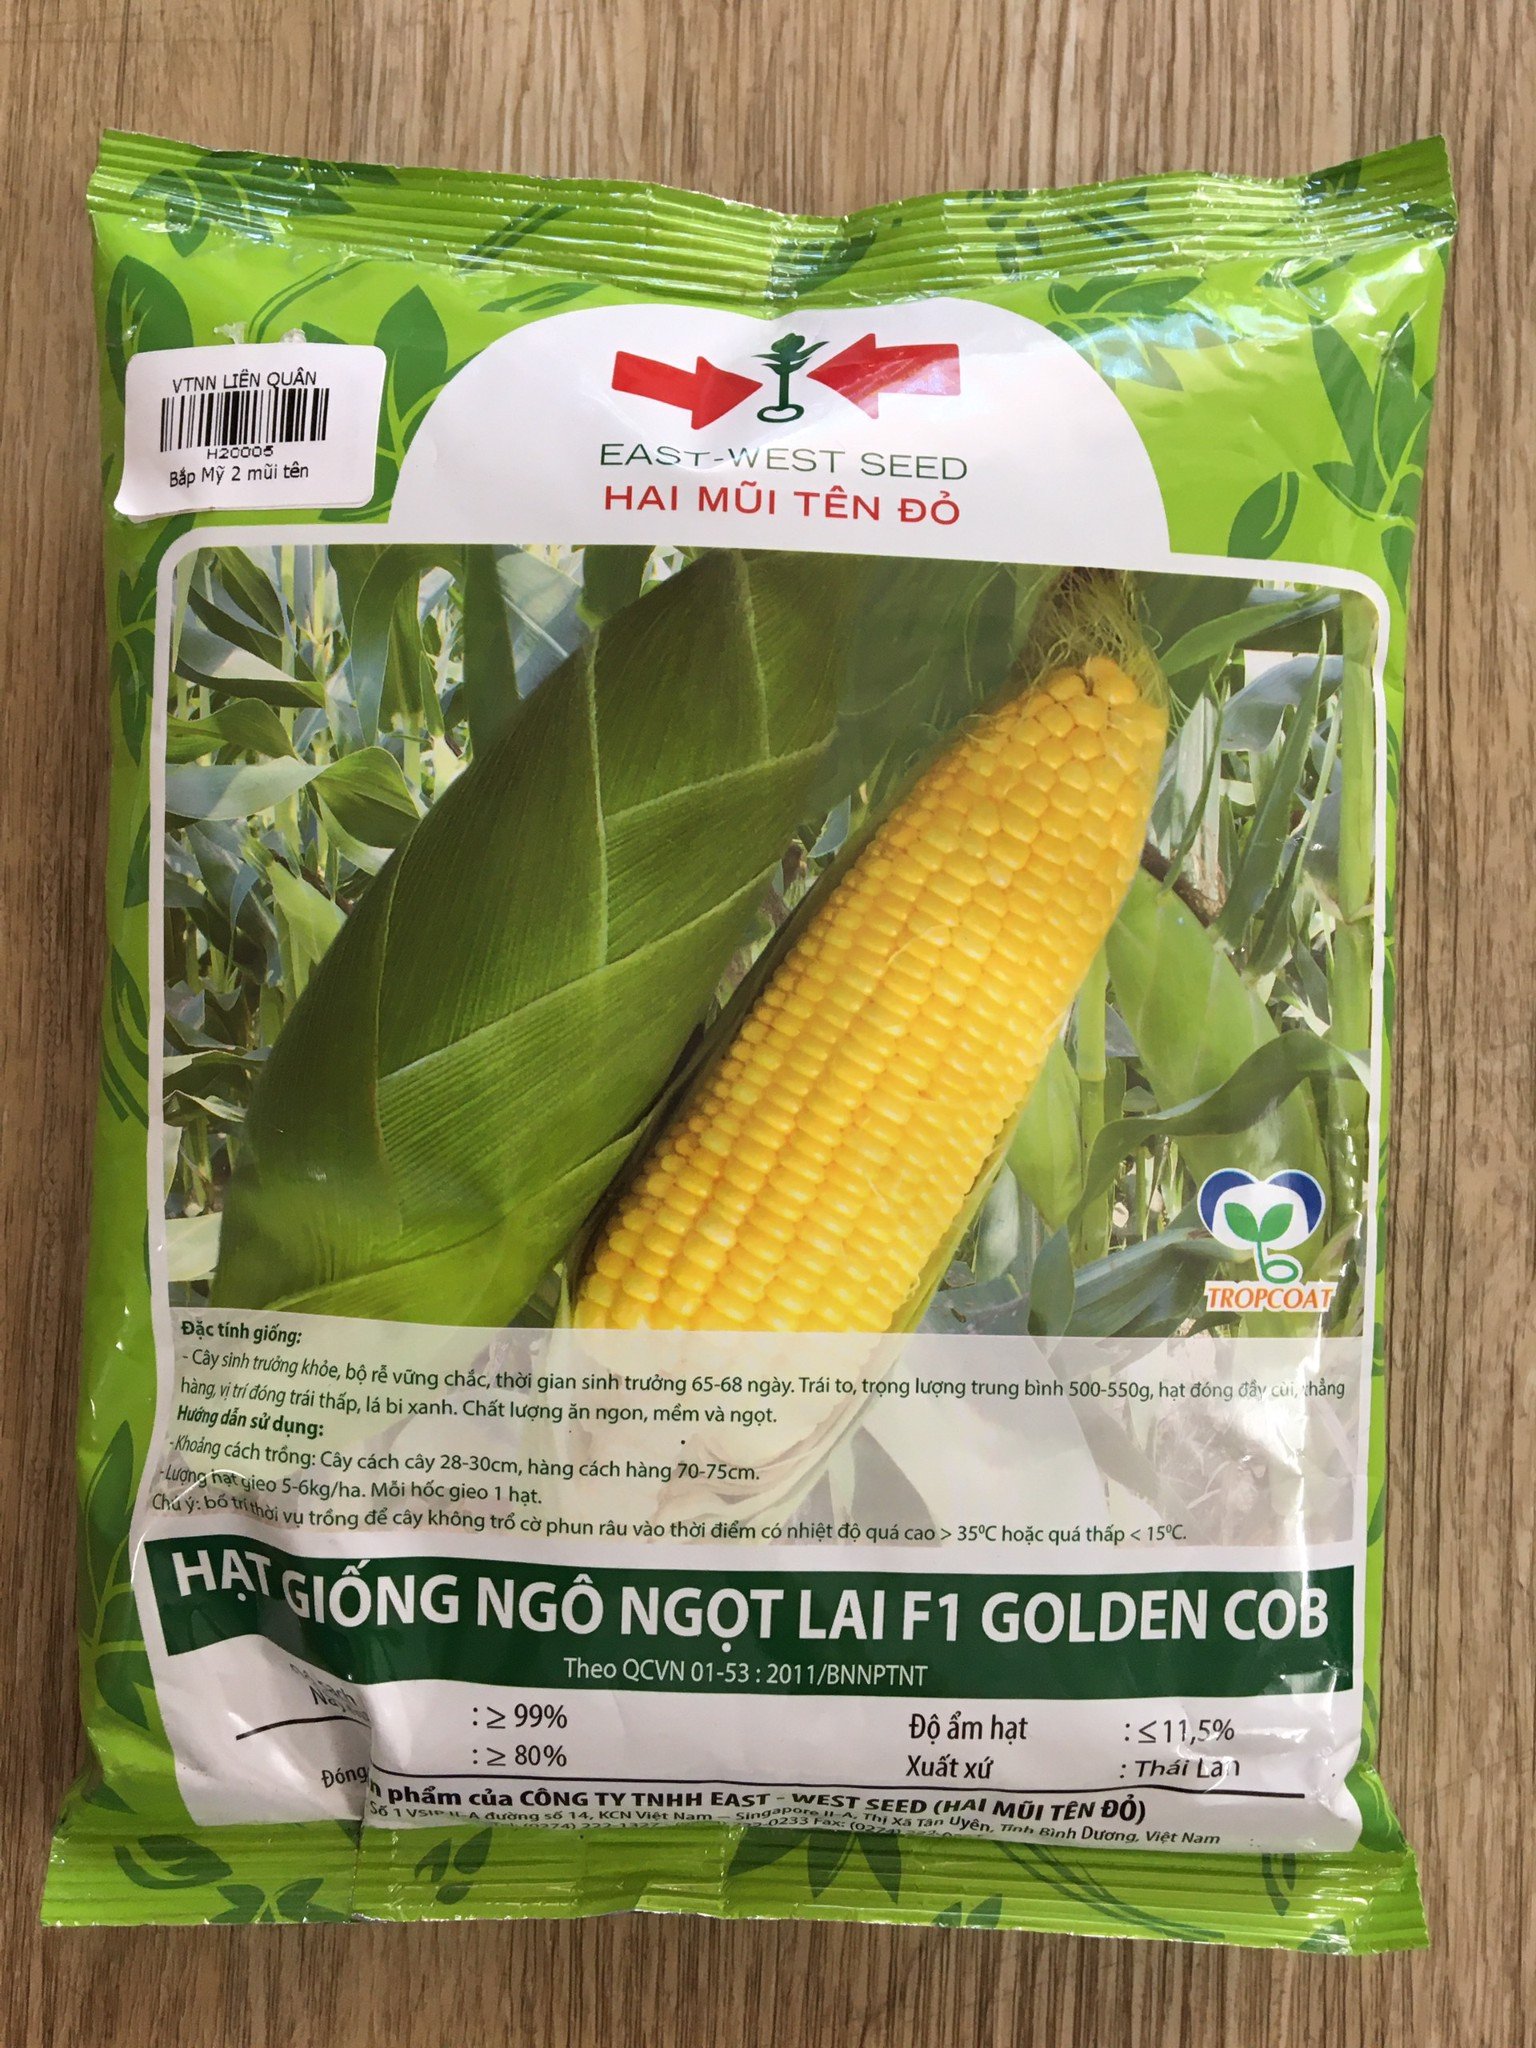 VTNN LIÊN QUÂN
H20005
Bắp Mỹ 2 mũi tên
EAST-WEST SEED
HAI MŨI TÊN ĐỎ
TROPCOAT
Đặc tính giống:
- Cây sinh trưởng khỏe, bộ rễ vững chắc, thời gian sinh trưởng 65-68 ngày. Trái to, trọng lượng trung bình 500-550g, hạt đóng đầy cùi, thẳng
hàng, vị trí đóng trái thấp, lá bi xanh. Chất lượng ăn ngon, mềm và ngọt.
Hướng dẫn sử dụng:
- Khoảng cách trồng: Cây cách cây 28-30cm, hàng cách hàng 70-75cm.
- Lượng hạt gieo 5-6kg/ha. Mỗi hốc gieo 1 hạt.
Chú ý: bố trí thời vụ trồng để cây không trổ cờ phun râu vào thời điểm có nhiệt độ quá cao > 35⁰C hoặc quá thấp < 15⁰C.
HẠT GIỐNG NGÔ NGỌT LAI F1 GOLDEN COB
Theo QCVN 01-53 : 2011/BNNPTNT
: ≥ 99% Độ ẩm hạt : ≤ 11,5%
: ≥ 80% Xuất xứ : Thái Lan
Đóng
phẩm của CÔNG TY TNHH EAST - WEST SEED (HAI MŨI TÊN ĐỎ)
Số 1 VSIP II-A đường số 14, KCN Việt Nam – Singapore II-A, Thị Xã Tân Uyên, Tỉnh Bình Dương, Việt Nam